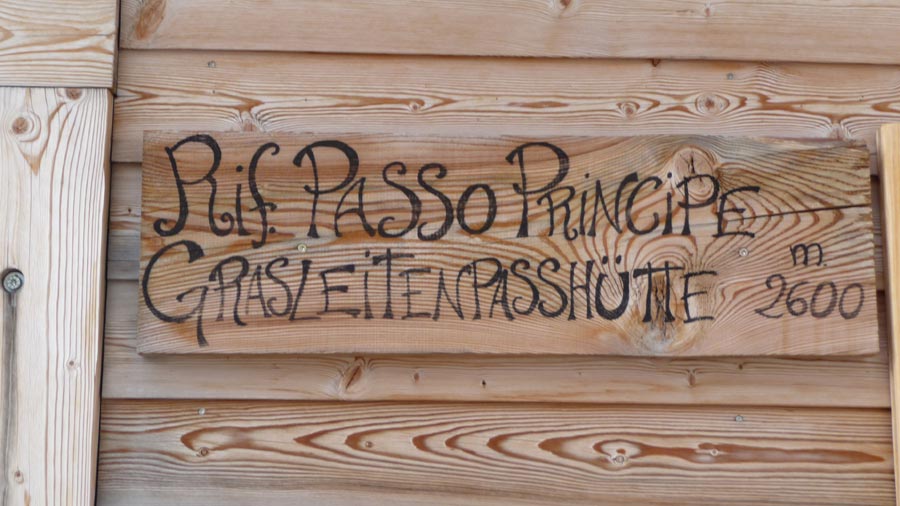 Rif. Passo Principe
Grasleitenpasshütte
m.
2600